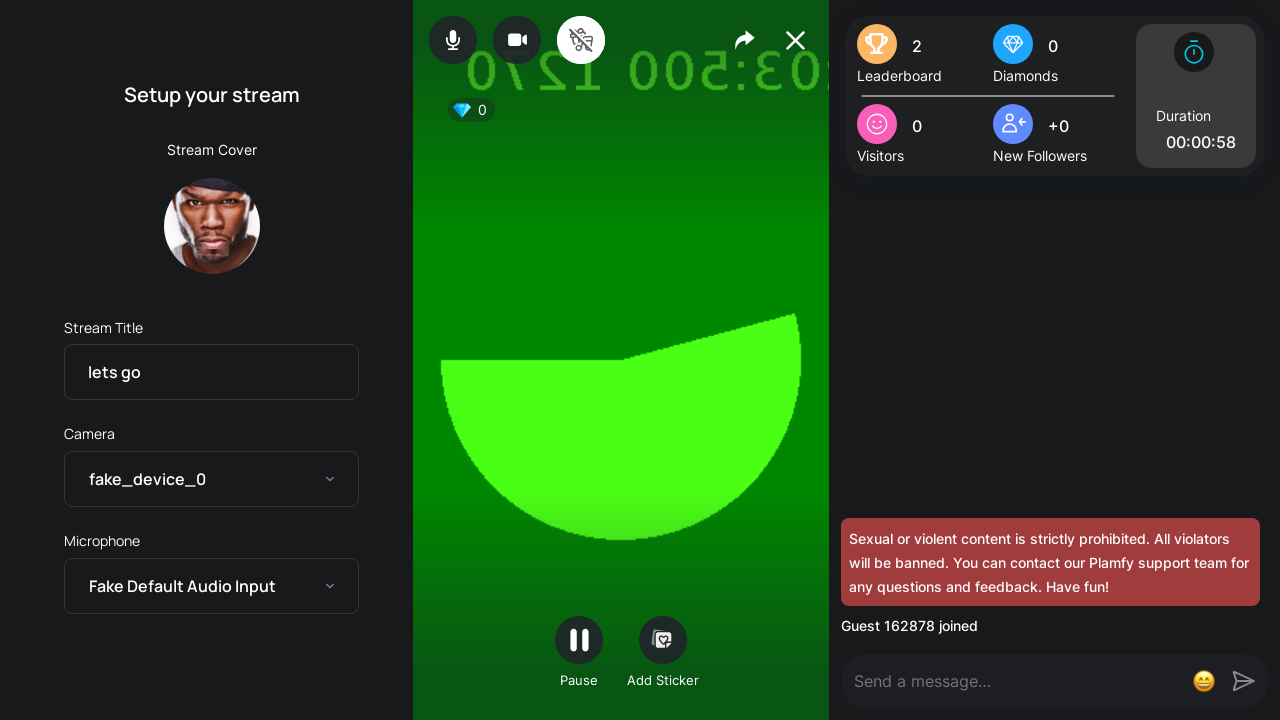 Setup your stream
Stream Cover
Stream Title
lets go
Camera
fake_device_0
Microphone
Fake Default Audio Input
0
Pause
Add Sticker
2
Leaderboard
0
Diamonds
0
Visitors
+0
New Followers
Duration
00:00:58
Sexual or violent content is strictly prohibited. All violators
will be banned. You can contact our Plamfy support team for
any questions and feedback. Have fun!
Guest 162878 joined
Send a message...